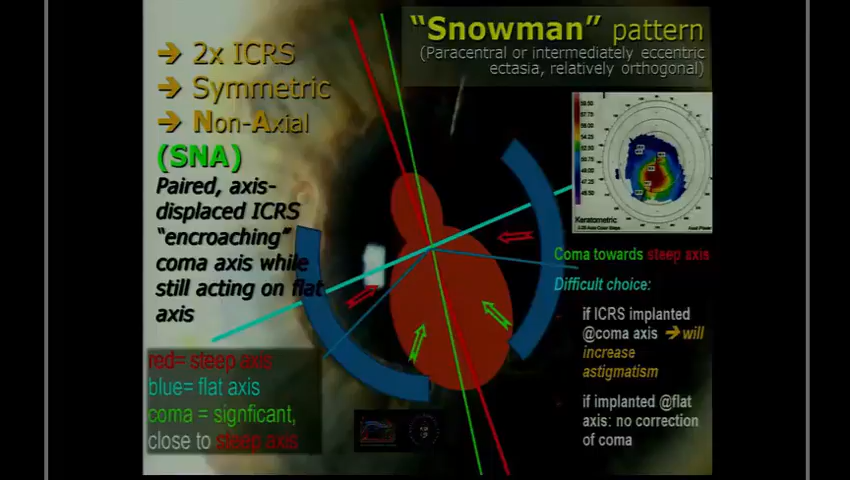 “Snowman” pattern
(Paracentral or intermediately eccentric
ectasia, relatively orthogonal)
➔ 2x ICRS
➔ Symmetric
➔ Non-Axial
(SNA)
Paired, axis-
displaced ICRS
“encroaching”
coma axis while
still acting on flat
axis
red= steep axis
blue= flat axis
coma = signficant,
close to steep axis
Keratometric
Coma towards steep axis
Difficult choice:
if ICRS implanted
@coma axis ➔ will
increase
astigmatism
if implanted @flat
axis: no correction
of coma